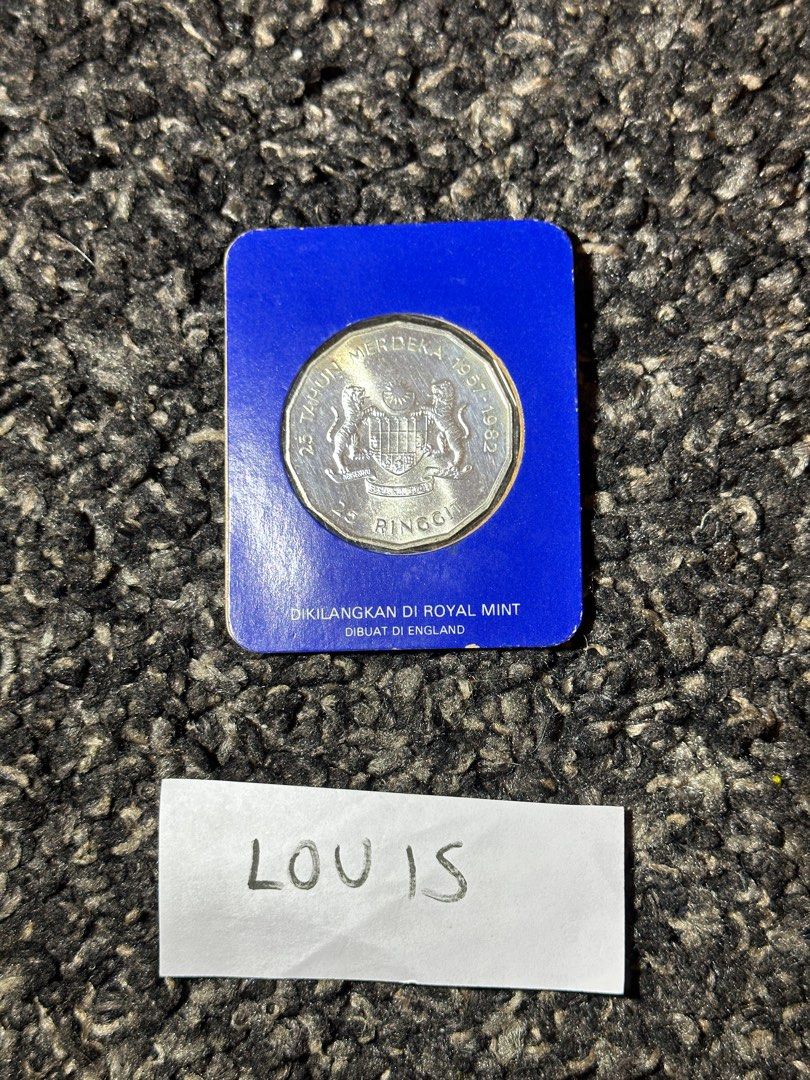 25 TAHUN MERDEKA 1957-1982
25 RINGGIT
DIKILANGKAN DI ROYAL MINT
DIBUAT DI ENGLAND
LOUIS